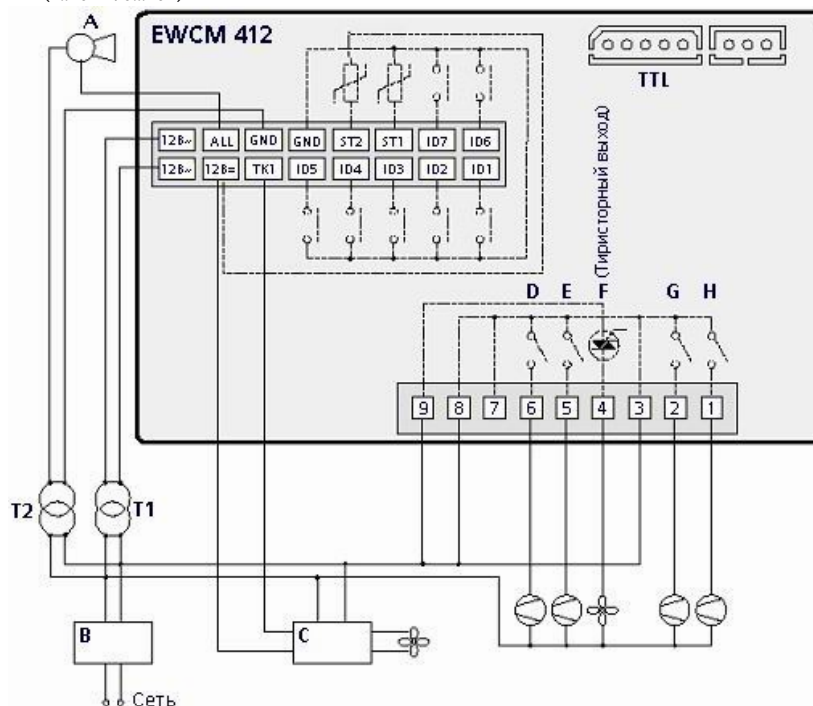 A
EWCM 412
TTL
12В~ ALL GND GND ST2 ST1 ID7 ID6
12В~ 12В= TK1 ID5 ID4 ID3 ID2 ID1
(Тиристорный выход)
D E F G H
9 8 7 6 5 4 3 2 1
T2 T1
B C
Сеть